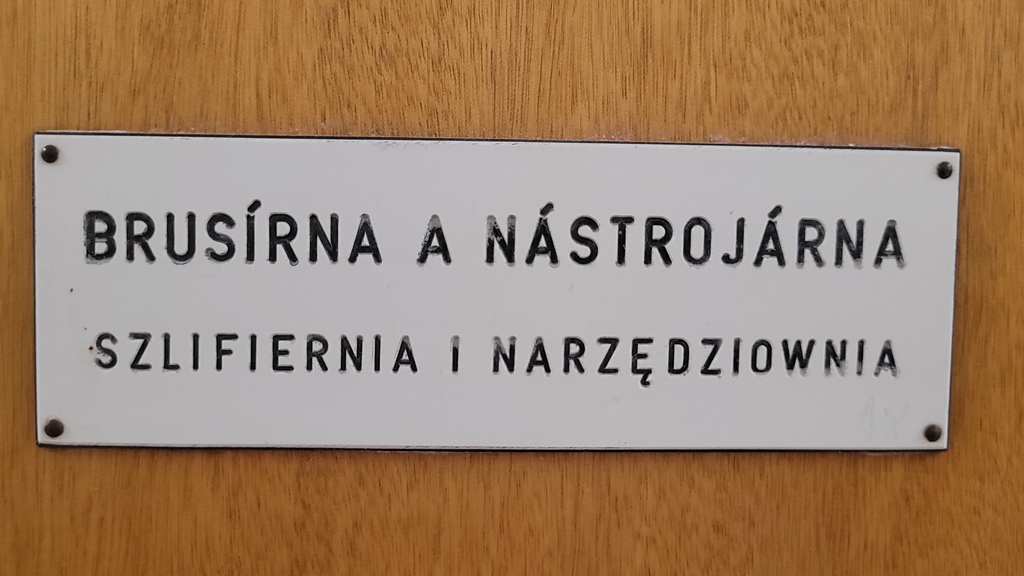 BRUSÍRNA A NÁSTROJÁRNA
SZLIFIERNIA I NARZĘDZIOWNIA